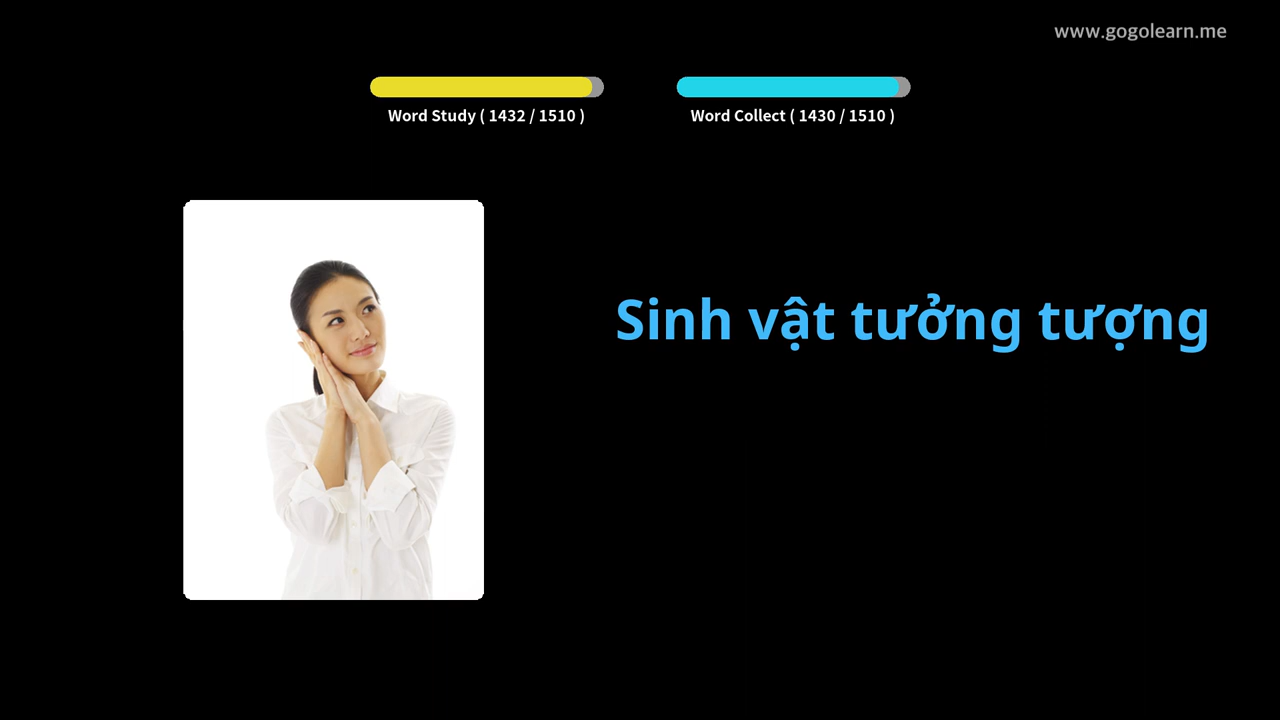 www.gogolearn.me
Word Study ( 1432 / 1510 )
Word Collect ( 1430 / 1510 )
Sinh vật tưởng tượng